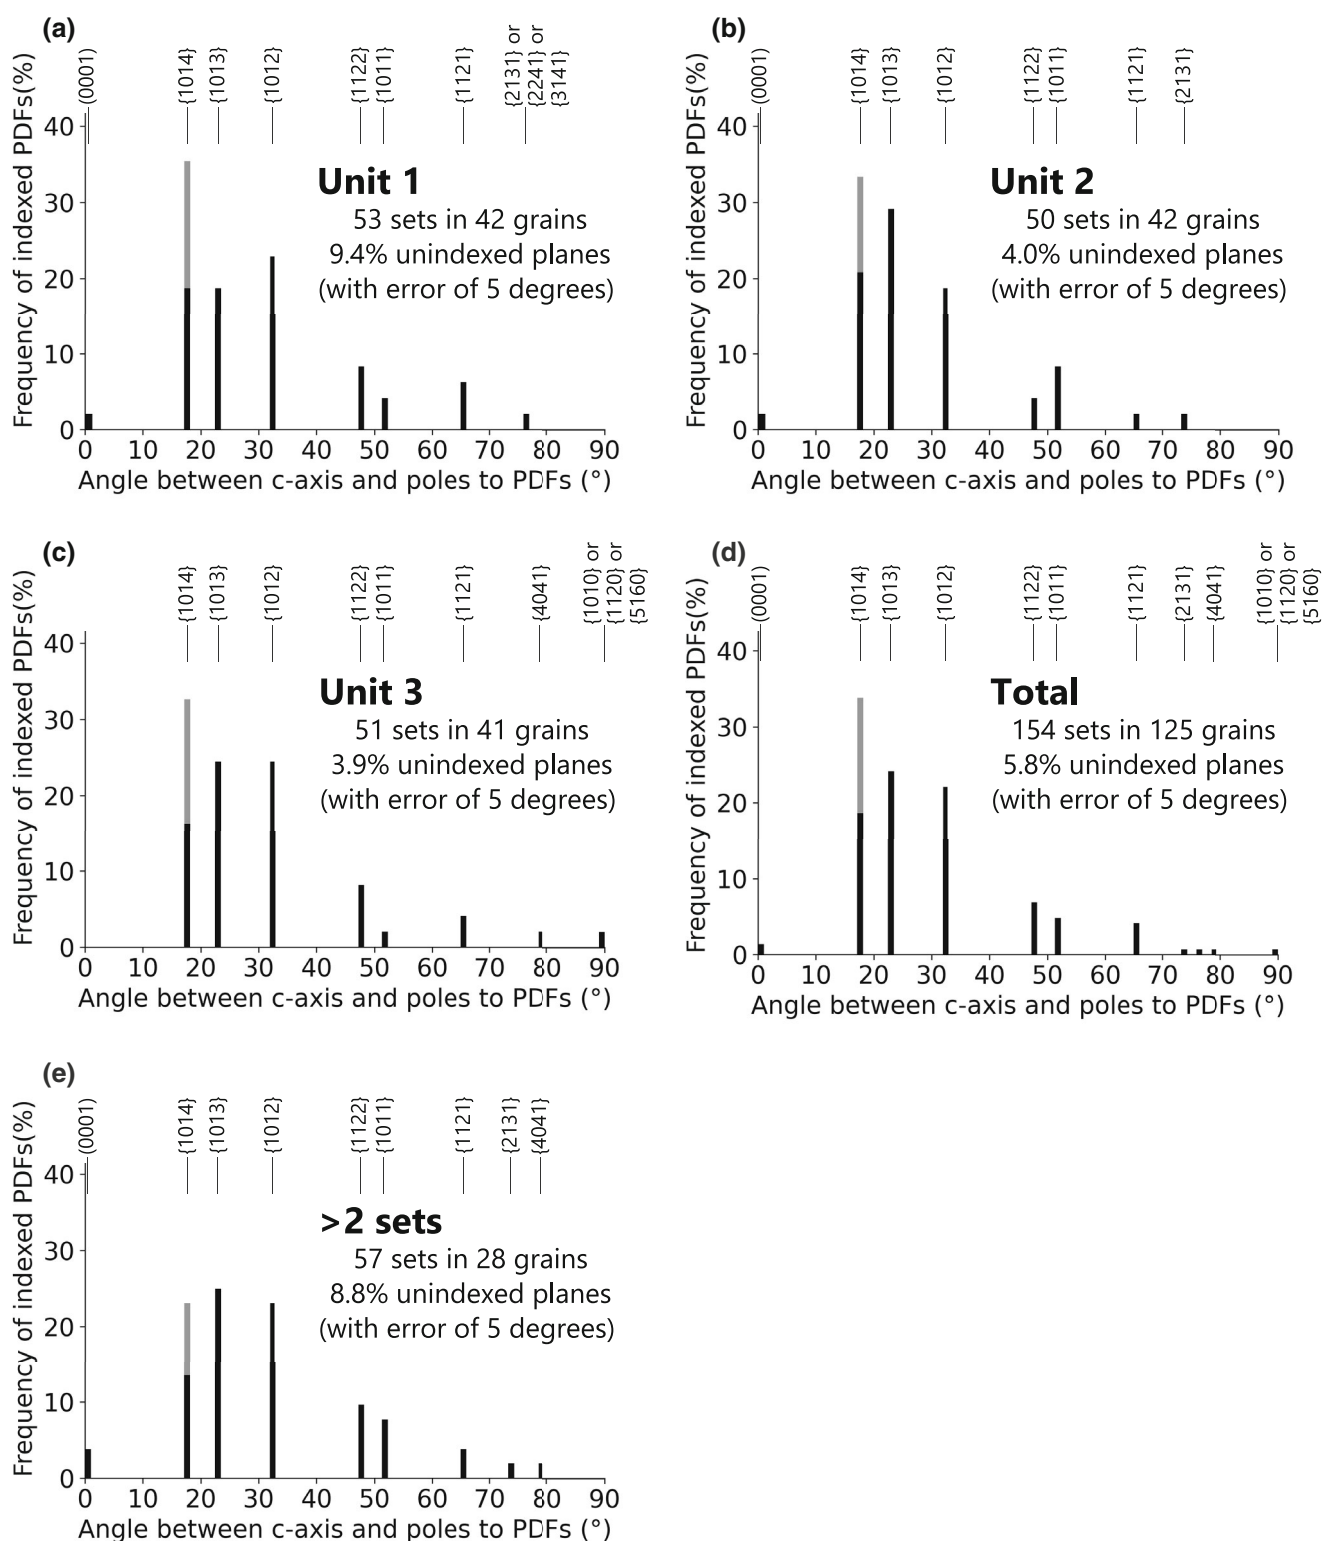 (a)
(0001)
{1014}
{1013}
{1012}
{1122}
{1011}
{1121}
{2131} or
{2241} or
{3141}
Frequency of indexed PDFs(%)
40
30
20
10
0
Unit 1
53 sets in 42 grains
9.4% unindexed planes
(with error of 5 degrees)
0 10 20 30 40 50 60 70 80 90
Angle between c-axis and poles to PDFs (°)
(b)
(0001)
{1014}
{1013}
{1012}
{1122}
{1011}
{1121}
{2131}
Frequency of indexed PDFs(%)
40
30
20
10
0
Unit 2
50 sets in 42 grains
4.0% unindexed planes
(with error of 5 degrees)
0 10 20 30 40 50 60 70 80 90
Angle between c-axis and poles to PDFs (°)
(c)
{1014}
{1013}
{1012}
{1122}
{1011}
{1121}
{4041}
{1010} or
{1120} or
{5160}
Frequency of indexed PDFs(%)
40
30
20
10
0
Unit 3
51 sets in 41 grains
3.9% unindexed planes
(with error of 5 degrees)
0 10 20 30 40 50 60 70 80 90
Angle between c-axis and poles to PDFs (°)
(d)
(0001)
{1014}
{1013}
{1012}
{1122}
{1011}
{1121}
{2131}
{4041}
{1010} or
{1120} or
{5160}
Frequency of indexed PDFs(%)
40
30
20
10
0
Total
154 sets in 125 grains
5.8% unindexed planes
(with error of 5 degrees)
0 10 20 30 40 50 60 70 80 90
Angle between c-axis and poles to PDFs (°)
(e)
(0001)
{1014}
{1013}
{1012}
{1122}
{1011}
{1121}
{2131}
{4041}
Frequency of indexed PDFs(%)
40
30
20
10
0
>2 sets
57 sets in 28 grains
8.8% unindexed planes
(with error of 5 degrees)
0 10 20 30 40 50 60 70 80 90
Angle between c-axis and poles to PDFs (°)